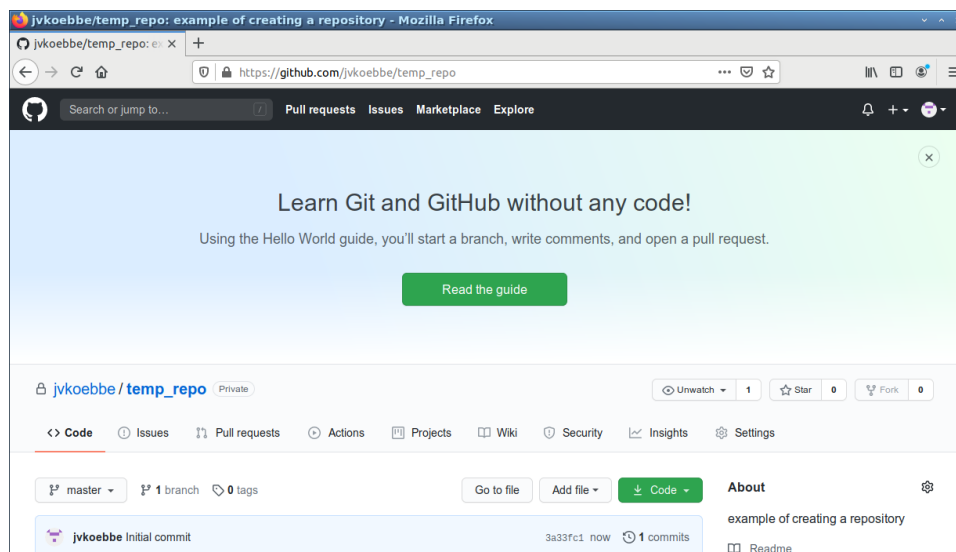 jvkoebbe/temp_repo: example of creating a repository - Mozilla Firefox
jvkoebbe/temp_repo: ex
https://github.com/jvkoebbe/temp_repo
Search or jump to... / Pull requests Issues Marketplace Explore
Learn Git and GitHub without any code!
Using the Hello World guide, you'll start a branch, write comments, and open a pull request.
Read the guide
jvkoebbe / temp_repo Private Unwatch 1 Star 0 Fork 0
<> Code Issues Pull requests Actions Projects Wiki Security Insights Settings
master 1 branch 0 tags Go to file Add file Code About
example of creating a repository
jvkoebbe Initial commit 3a33fc1 now 1 commits
Readme